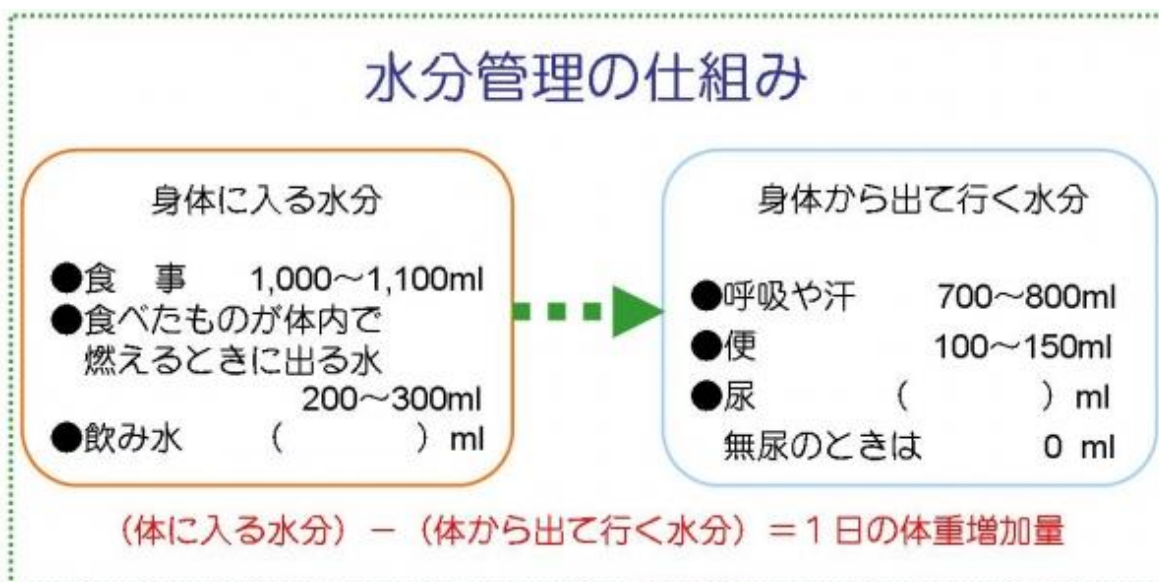 水分管理の仕組み
身体に入る水分
●食　事　1,000～1,100ml
●食べたものが体内で
燃えるときに出る水
200～300ml
●飲み水　（　　　　）ml
身体から出て行く水分
●呼吸や汗　700～800ml
●便　100～150ml
●尿　（　　　　）ml
無尿のときは　0 ml
（体に入る水分）－（体から出て行く水分）＝１日の体重増加量